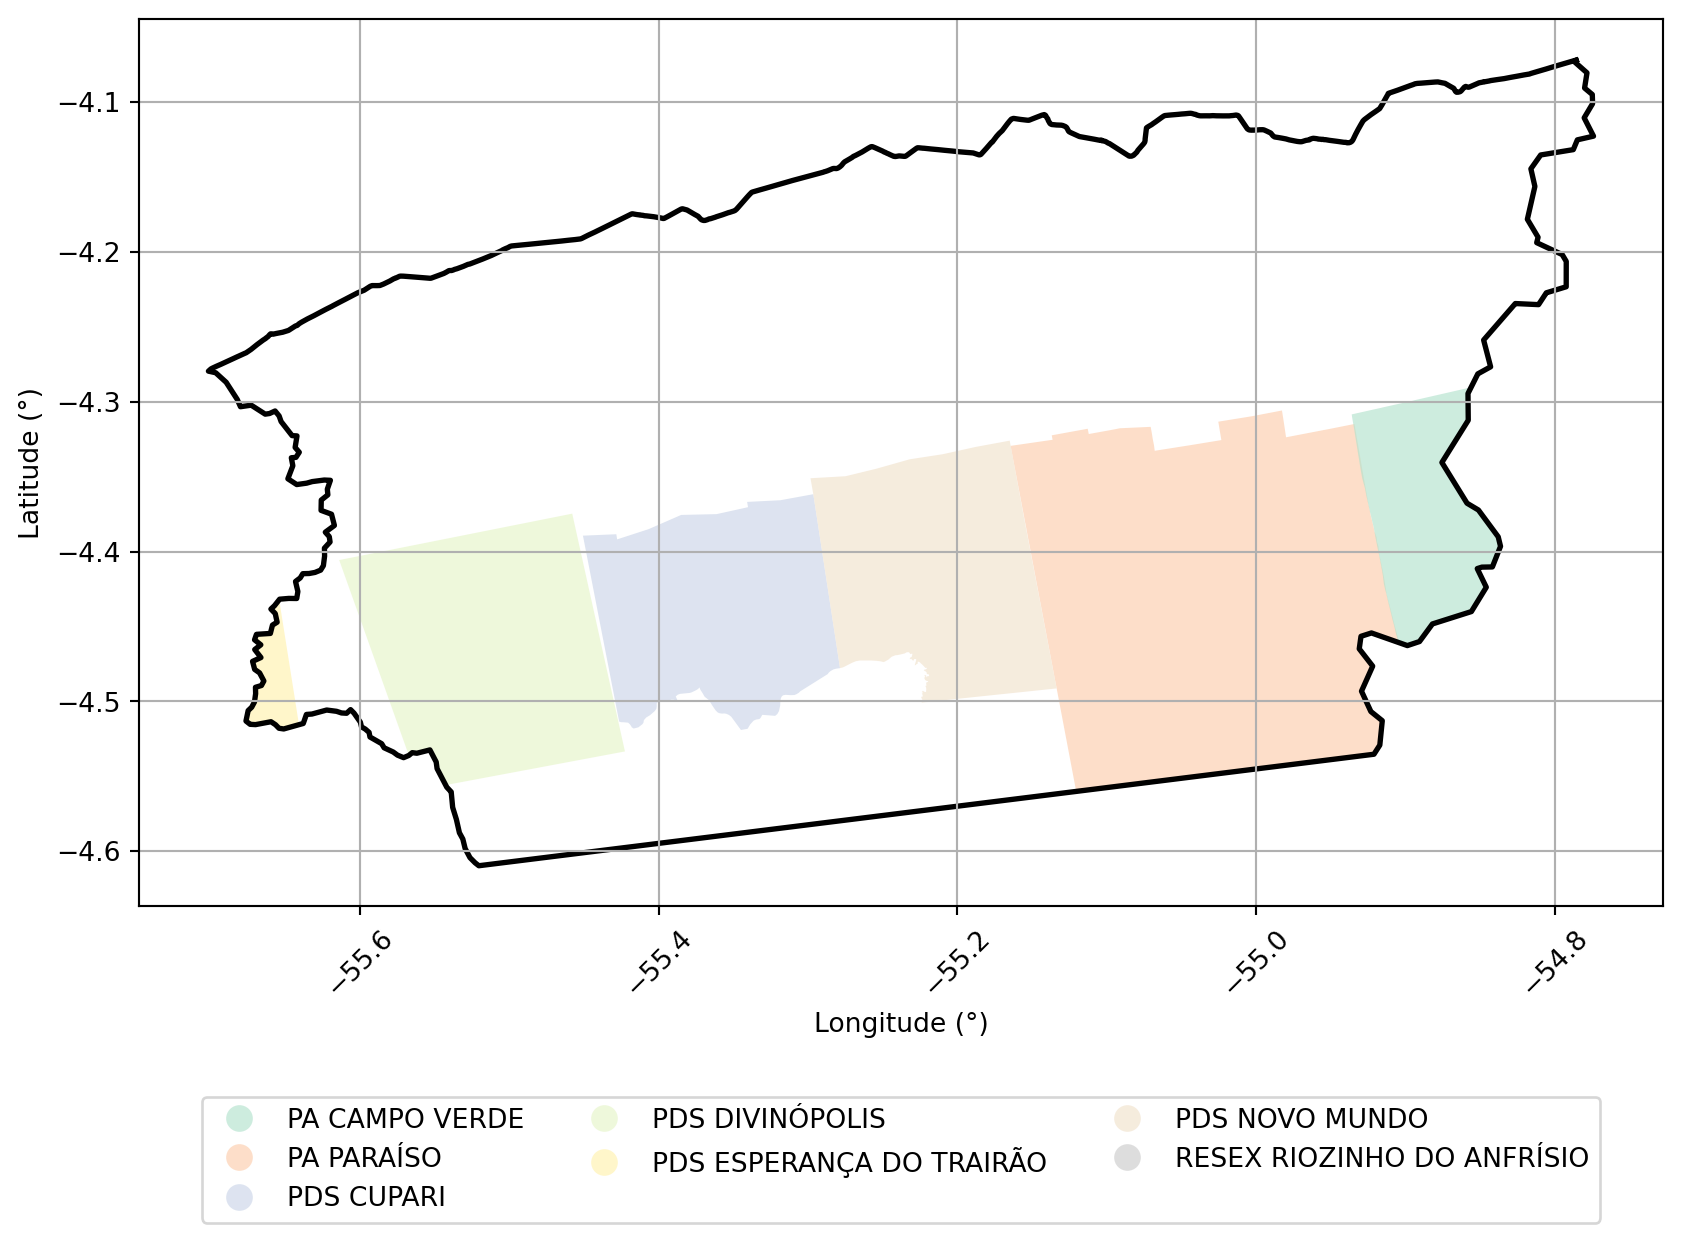 −4.1
−4.2
−4.3
−4.4
−4.5
−4.6
Latitude (°)
−55.6
−55.4
−55.2
−55.0
−54.8
Longitude (°)
PA CAMPO VERDE
PA PARAÍSO
PDS CUPARI
PDS DIVINÓPOLIS
PDS ESPERANÇA DO TRAIRÃO
PDS NOVO MUNDO
RESEX RIOZINHO DO ANFRÍSIO